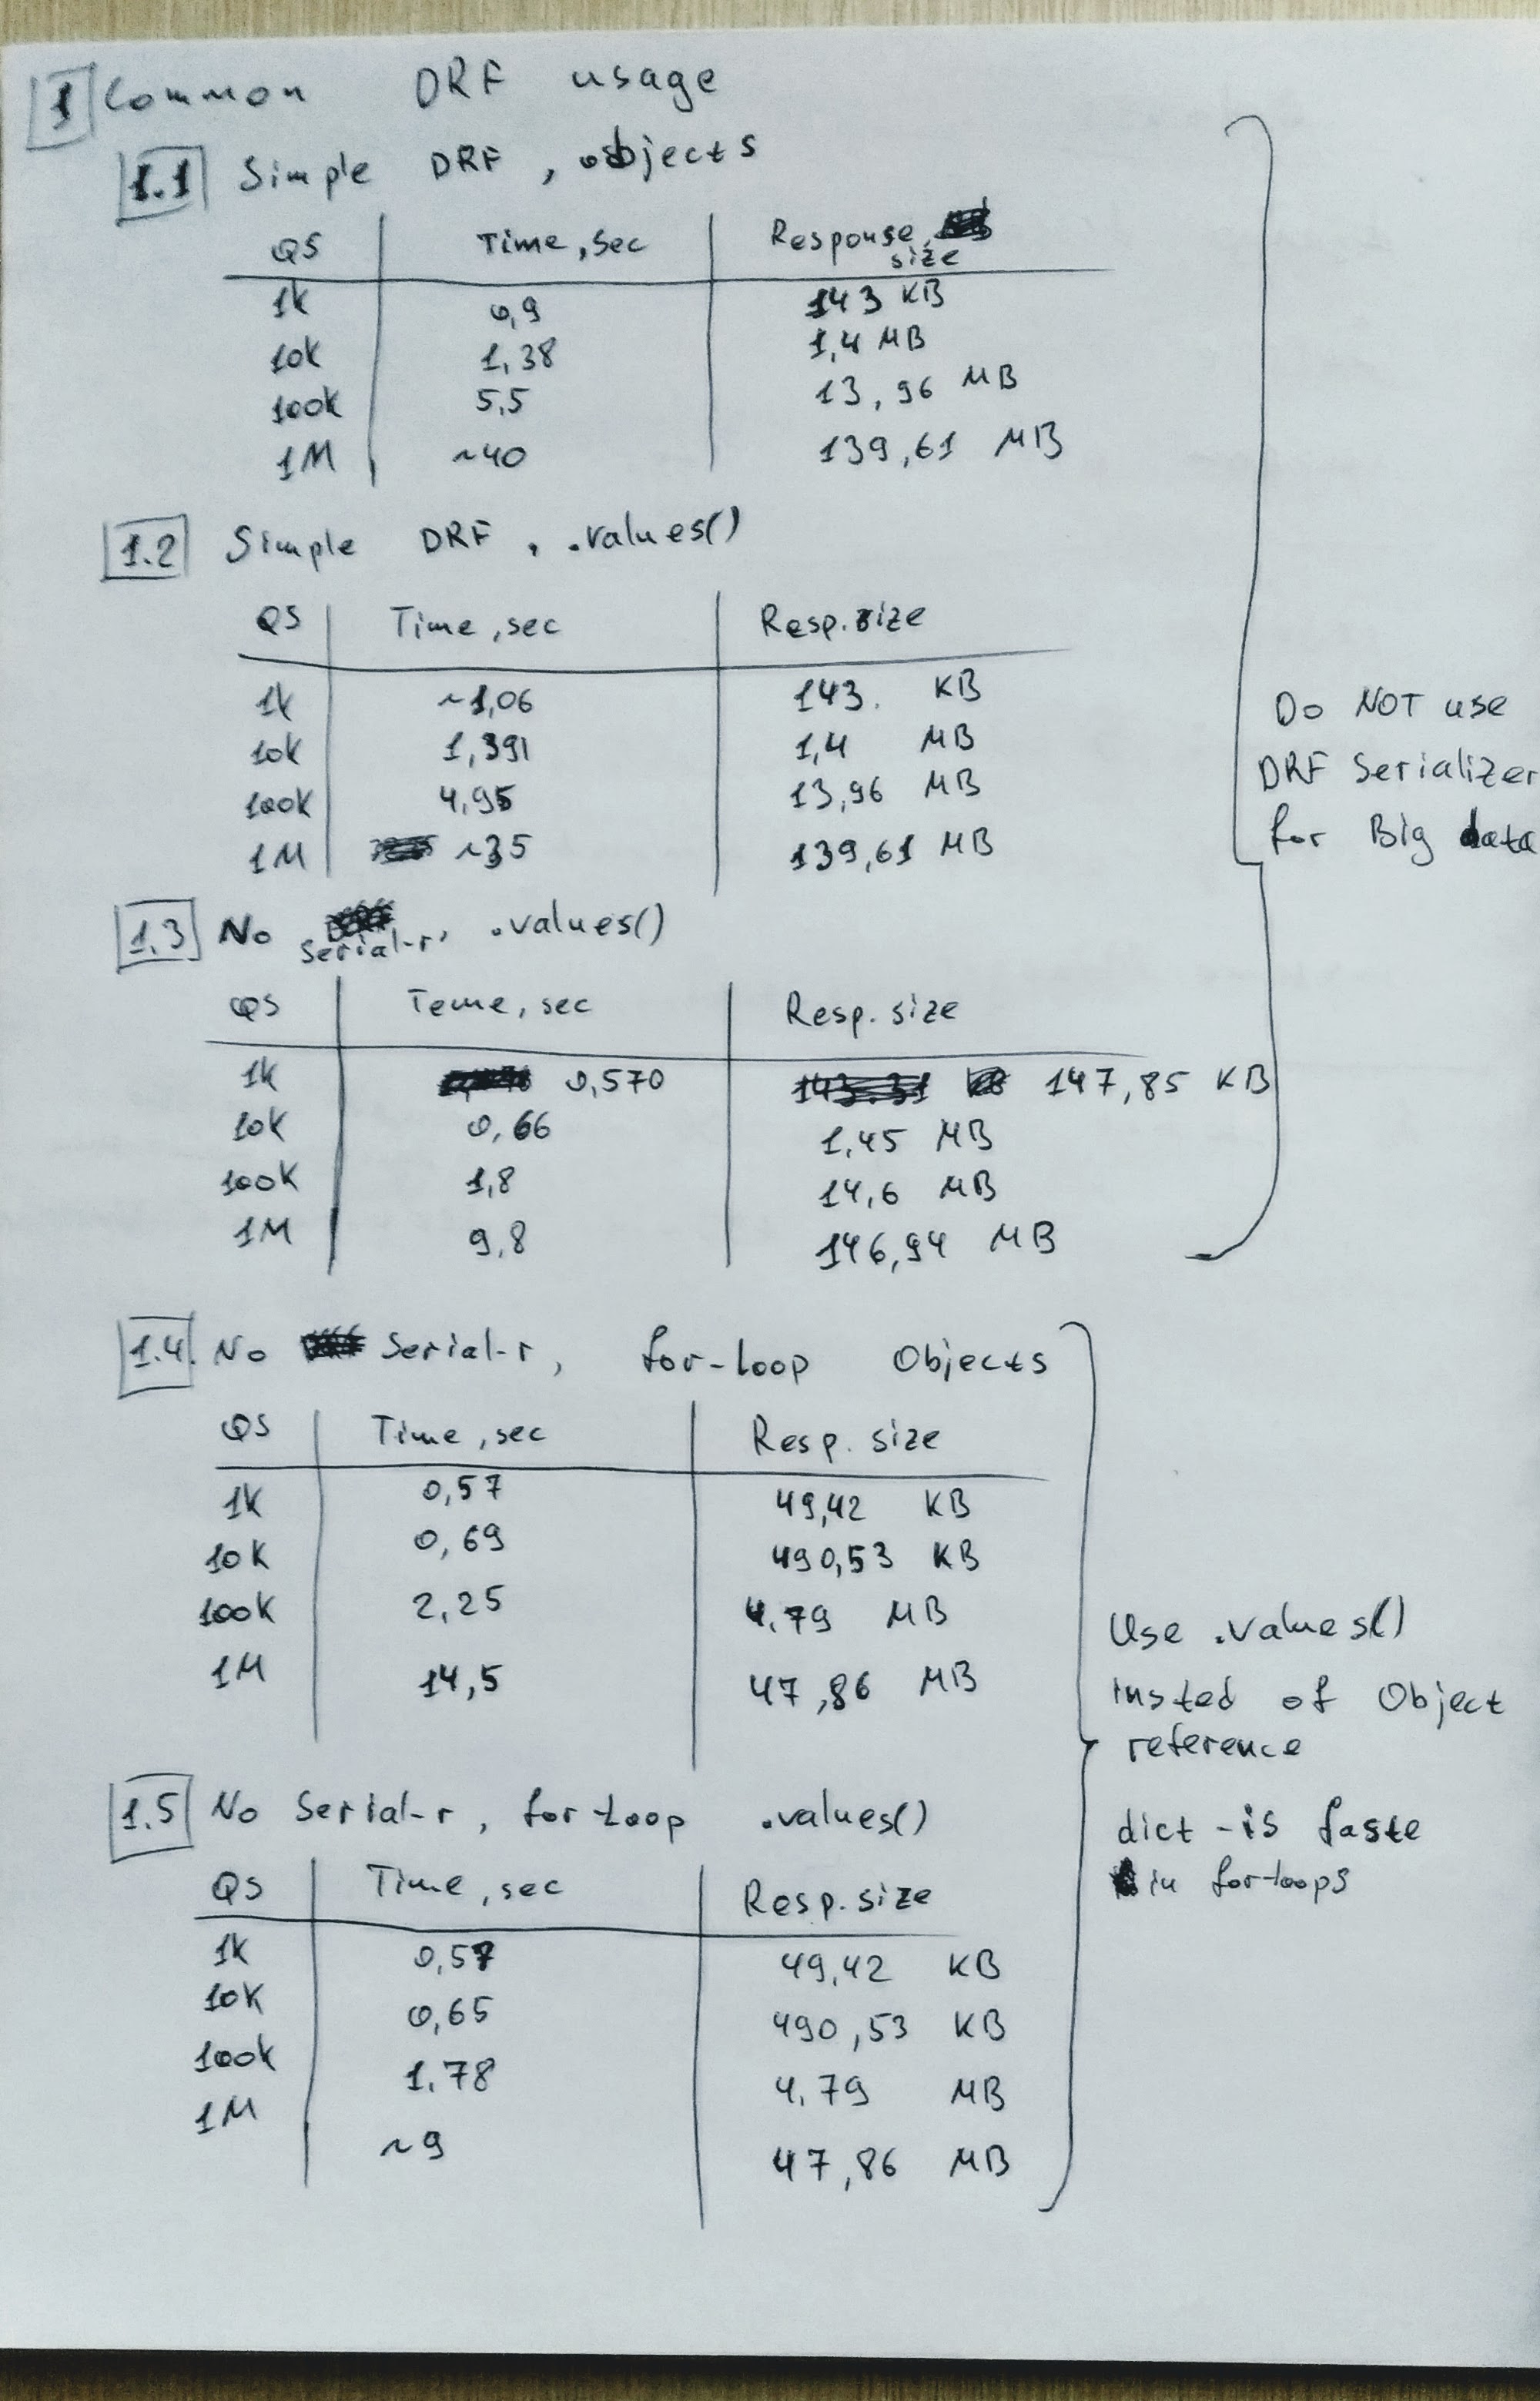 1 Common DRF usage
1.1 Simple DRF, objects
QS Time, sec Response size
1k 0,9 143 KB
10k 1,38 1,4 MB
100k 5,5 13,96 MB
1M ~40 139,61 MB
1.2 Simple DRF, .values()
QS Time, sec Resp. size
1k ~1,06 143. KB
10k 1,391 1,4 MB
100k 4,95 13,96 MB
1M ~35 139,61 MB
Do NOT use
DRF Serializer
for Big data
1.3 No Serial-r, .values()
QS Teme, sec Resp. size
1k 0,570 147,85 KB
10k 0,66 1,45 MB
100k 1,8 14,6 MB
1M 9,8 146,94 MB
1.4. No Serial-r, for-loop Objects
QS Time, sec Resp. size
1k 0,57 49,42 KB
10k 0,69 490,53 KB
100k 2,25 4.79 MB
1M 14,5 47,86 MB
Use .values()
insted of Object
reference
dict - is faste
in for-loops
1.5 No Serial-r, for-loop .values()
QS Time, sec Resp. size
1k 0,57 49,42 KB
10k 0,65 490,53 KB
100k 1.78 4.79 MB
1M ~9 47,86 MB